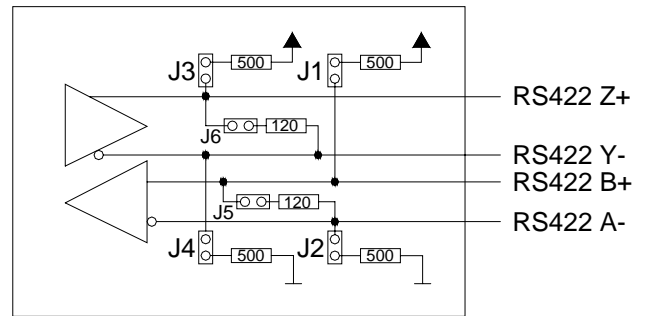 J3 500 J1 500
RS422 Z+
J6 120
RS422 Y-
RS422 B+
J5 120
RS422 A-
J4 500 J2 500